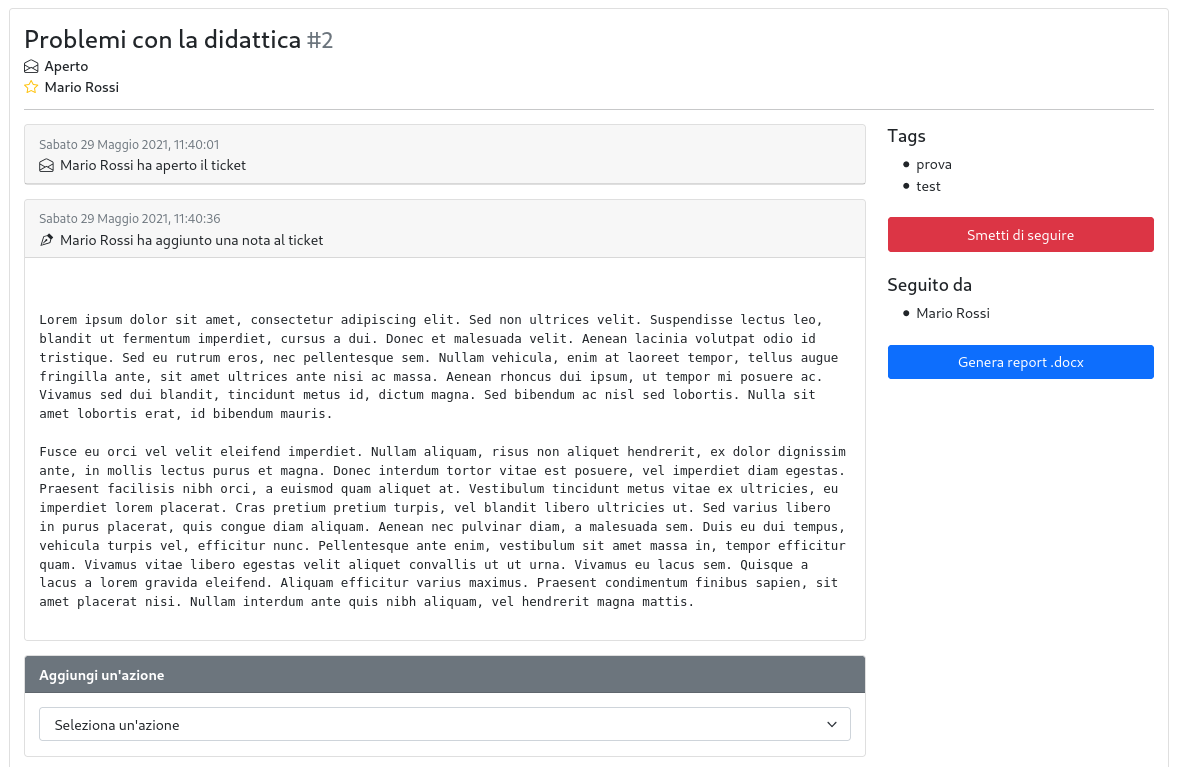 Problemi con la didattica #2
Aperto
Mario Rossi
Sabato 29 Maggio 2021, 11:40:01
Mario Rossi ha aperto il ticket
Sabato 29 Maggio 2021, 11:40:36
Mario Rossi ha aggiunto una nota al ticket
Lorem ipsum dolor sit amet, consectetur adipiscing elit. Sed non ultrices velit. Suspendisse lectus leo,
blandit ut fermentum imperdiet, cursus a dui. Donec et malesuada velit. Aenean lacinia volutpat odio id
tristique. Sed eu rutrum eros, nec pellentesque sem. Nullam vehicula, enim at laoreet tempor, tellus augue
fringilla ante, sit amet ultrices ante nisi ac massa. Aenean rhoncus dui ipsum, ut tempor mi posuere ac.
Vivamus sed dui blandit, tincidunt metus id, dictum magna. Sed bibendum ac nisl sed lobortis. Nulla sit
amet lobortis erat, id bibendum mauris.
Fusce eu orci vel velit eleifend imperdiet. Nullam aliquam, risus non aliquet hendrerit, ex dolor dignissim
ante, in mollis lectus purus et magna. Donec interdum tortor vitae est posuere, vel imperdiet diam egestas.
Praesent facilisis nibh orci, a euismod quam aliquet at. Vestibulum tincidunt metus vitae ex ultricies, eu
imperdiet lorem placerat. Cras pretium pretium turpis, vel blandit libero ultricies ut. Sed varius libero
in purus placerat, quis congue diam aliquam. Aenean nec pulvinar diam, a malesuada sem. Duis eu dui tempus,
vehicula turpis vel, efficitur nunc. Pellentesque ante enim, vestibulum sit amet massa in, tempor efficitur
quam. Vivamus vitae libero egestas velit aliquet convallis ut ut urna. Vivamus eu lacus sem. Quisque a
lacus a lorem gravida eleifend. Aliquam efficitur varius maximus. Praesent condimentum finibus sapien, sit
amet placerat nisi. Nullam interdum ante quis nibh aliquam, vel hendrerit magna mattis.
Aggiungi un'azione
Seleziona un'azione
Tags
prova
test
Smetti di seguire
Seguito da
Mario Rossi
Genera report .docx